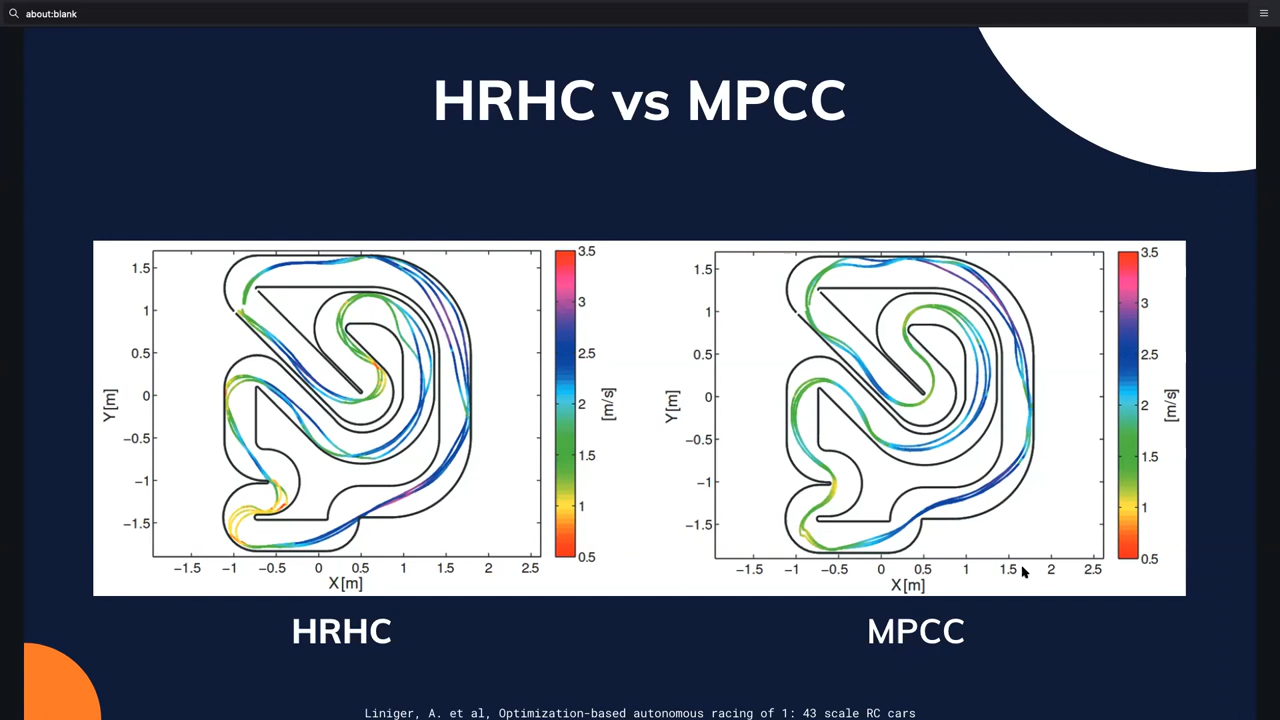 about:blank
HRHC vs MPCC
1.5
1
0.5
0
−0.5
−1
−1.5
Y [m]
−1.5 −1 −0.5 0 0.5 1 1.5 2 2.5
X [m]
3.5
3
2.5
2
1.5
1
0.5
[m/s]
1.5
1
0.5
0
−0.5
−1
−1.5
Y [m]
−1.5 −1 −0.5 0 0.5 1 1.5 2 2.5
X [m]
3.5
3
2.5
2
1.5
1
0.5
[m/s]
HRHC
MPCC
Liniger, A. et al, Optimization-based autonomous racing of 1: 43 scale RC cars